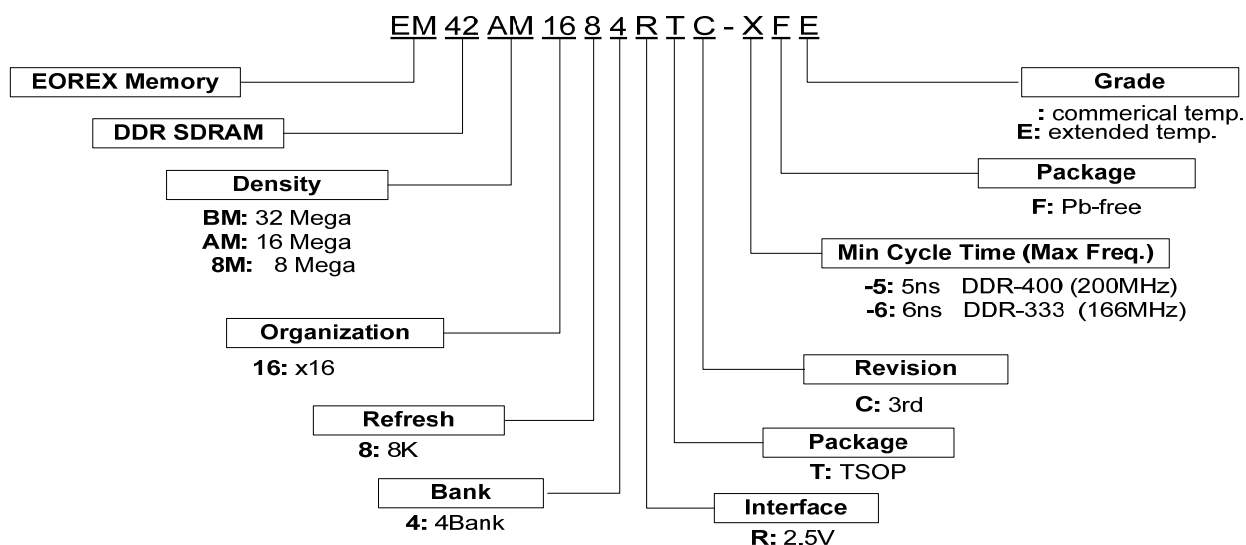 EM 42 AM 16 8 4 R T C - X F E
EOREX Memory
DDR SDRAM
Density
BM: 32 Mega
AM: 16 Mega
8M: 8 Mega
Organization
16: x16
Refresh
8: 8K
Bank
4: 4Bank
Grade
: commerical temp.
E: extended temp.
Package
F: Pb-free
Min Cycle Time (Max Freq.)
-5: 5ns DDR-400 (200MHz)
-6: 6ns DDR-333 (166MHz)
Revision
C: 3rd
Package
T: TSOP
Interface
R: 2.5V